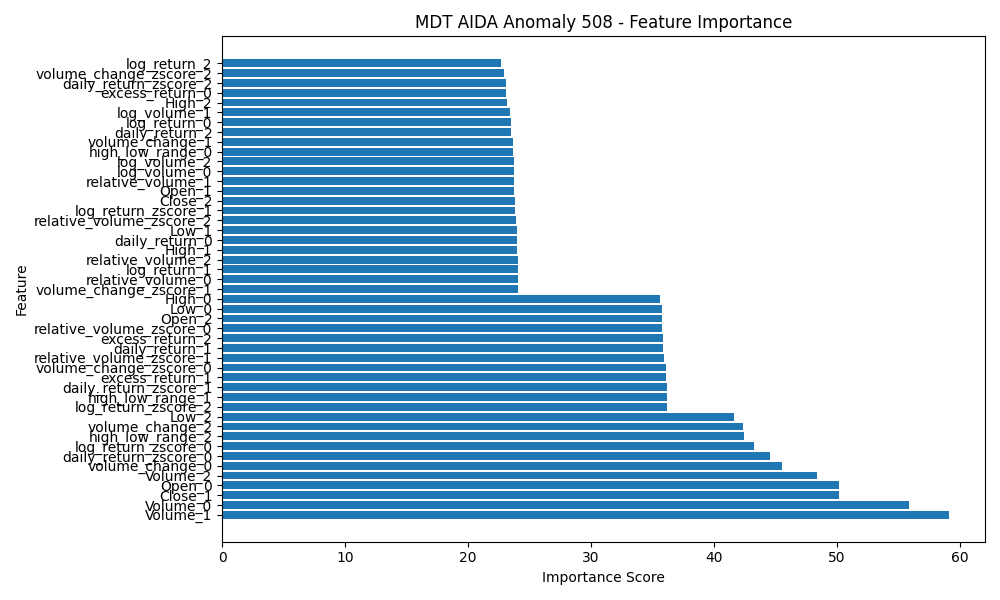 MDT AIDA Anomaly 508 - Feature Importance
log_return_2
volume_change_zscore_2
daily_return_zscore_2
excess_return_0
High_2
log_volume_1
log_return_0
daily_return_2
volume_change_1
high_low_range_0
log_volume_2
log_volume_0
relative_volume_1
Open_1
Close_2
log_return_zscore_1
relative_volume_zscore_2
Low_1
daily_return_0
High_1
relative_volume_2
log_return_1
relative_volume_0
volume_change_zscore_1
High_0
Low_0
Open_2
relative_volume_zscore_0
excess_return_2
daily_return_1
relative_volume_zscore_1
volume_change_zscore_0
excess_return_1
daily_return_zscore_1
high_low_range_1
log_return_zscore_2
Low_2
volume_change_2
high_low_range_2
log_return_zscore_0
daily_return_zscore_0
volume_change_0
Volume_2
Open_0
Close_1
Volume_0
Volume_1
Feature
0 10 20 30 40 50 60
Importance Score